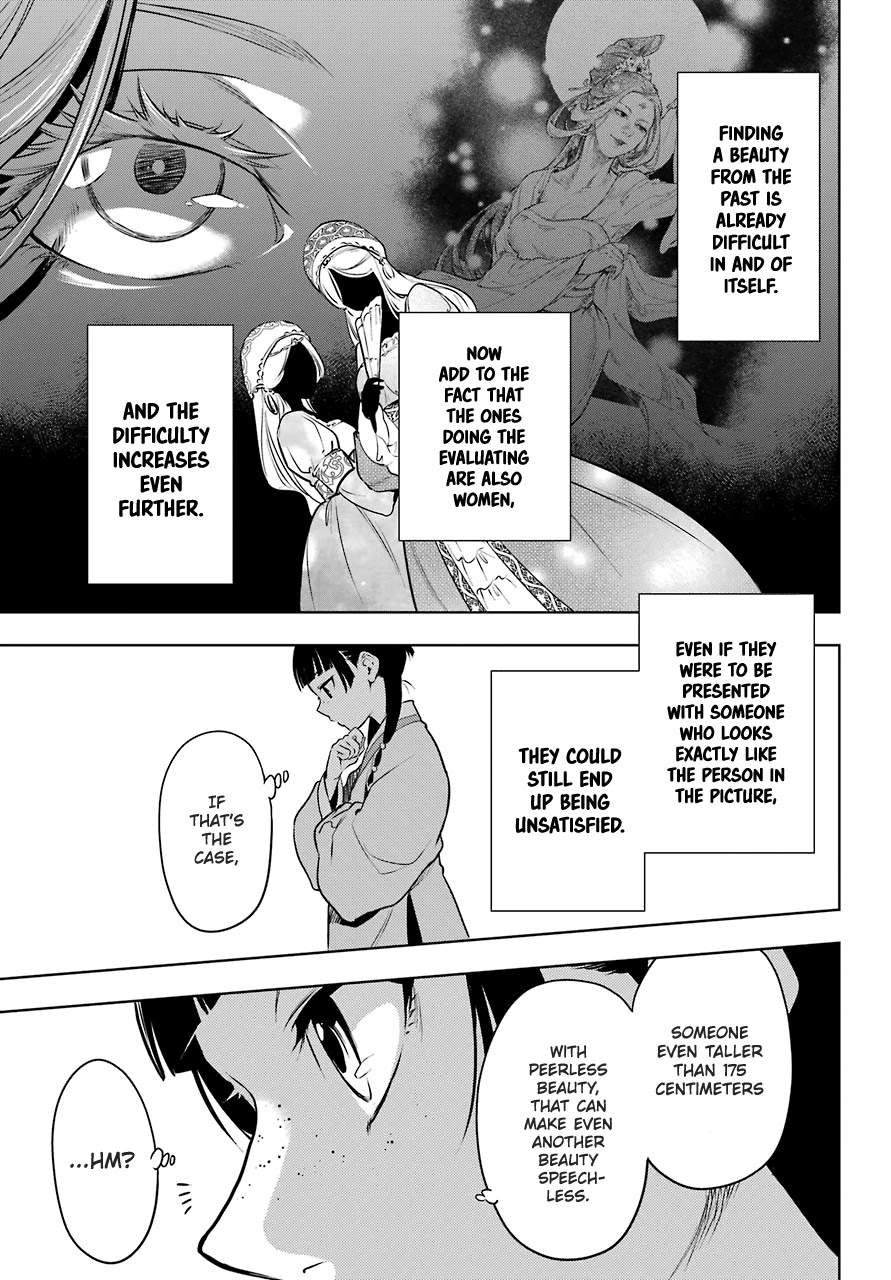 FINDING
A BEAUTY
FROM THE
PAST IS
ALREADY
DIFFICULT
IN AND OF
ITSELF.
NOW
ADD TO THE
FACT THAT
THE ONES
DOING THE
EVALUATING
ARE ALSO
WOMEN,
AND THE
DIFFICULTY
INCREASES
EVEN
FURTHER.
EVEN IF THEY
WERE TO BE
PRESENTED
WITH SOMEONE
WHO LOOKS
EXACTLY LIKE
THE PERSON IN
THE PICTURE,
THEY COULD
STILL END
UP BEING
UNSATISFIED.
IF
THAT'S
THE
CASE,
SOMEONE
EVEN TALLER
THAN 175
CENTIMETERS
WITH
PEERLESS
BEAUTY,
THAT CAN
MAKE EVEN
ANOTHER
BEAUTY
SPEECH-
LESS.
...HM?